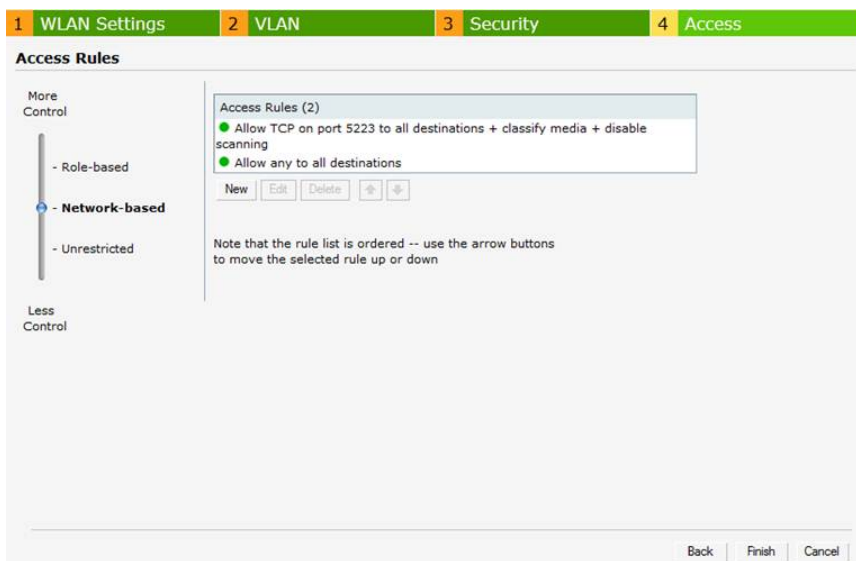 1 WLAN Settings 2 VLAN 3 Security 4 Access
Access Rules
More
Control
- Role-based
- Network-based
- Unrestricted
Less
Control
Access Rules (2)
Allow TCP on port 5223 to all destinations + classify media + disable
scanning
Allow any to all destinations
New Edit Delete
Note that the rule list is ordered -- use the arrow buttons
to move the selected rule up or down
Back Finish Cancel